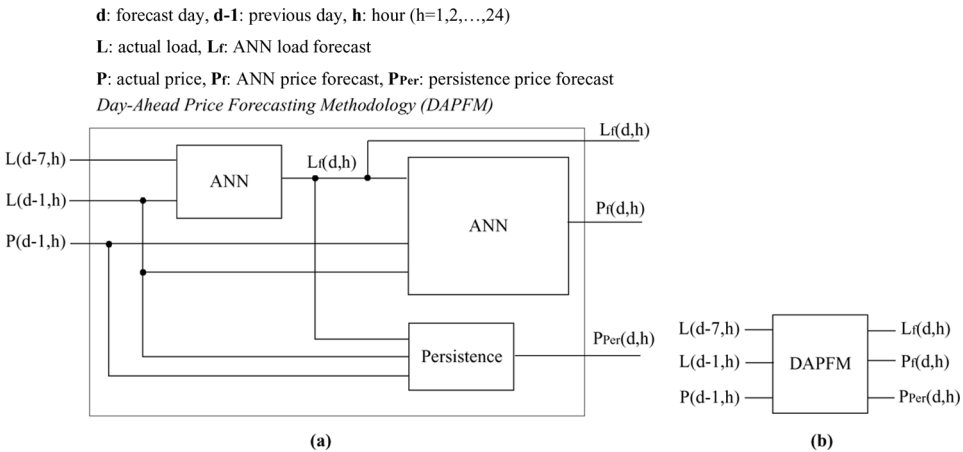 d: forecast day, d-1: previous day, h: hour (h=1,2,…,24)
L: actual load, Lf: ANN load forecast
P: actual price, Pf: ANN price forecast, PPer: persistence price forecast
Day-Ahead Price Forecasting Methodology (DAPFM)
Lf(d,h)
L(d-7,h)
ANN
Lf(d,h)
L(d-1,h)
Pf(d,h)
ANN
P(d-1,h)
PPer(d,h)
Persistence
L(d-7,h)
Lf(d,h)
L(d-1,h)
DAPFM
Pf(d,h)
P(d-1,h)
PPer(d,h)
(a)
(b)